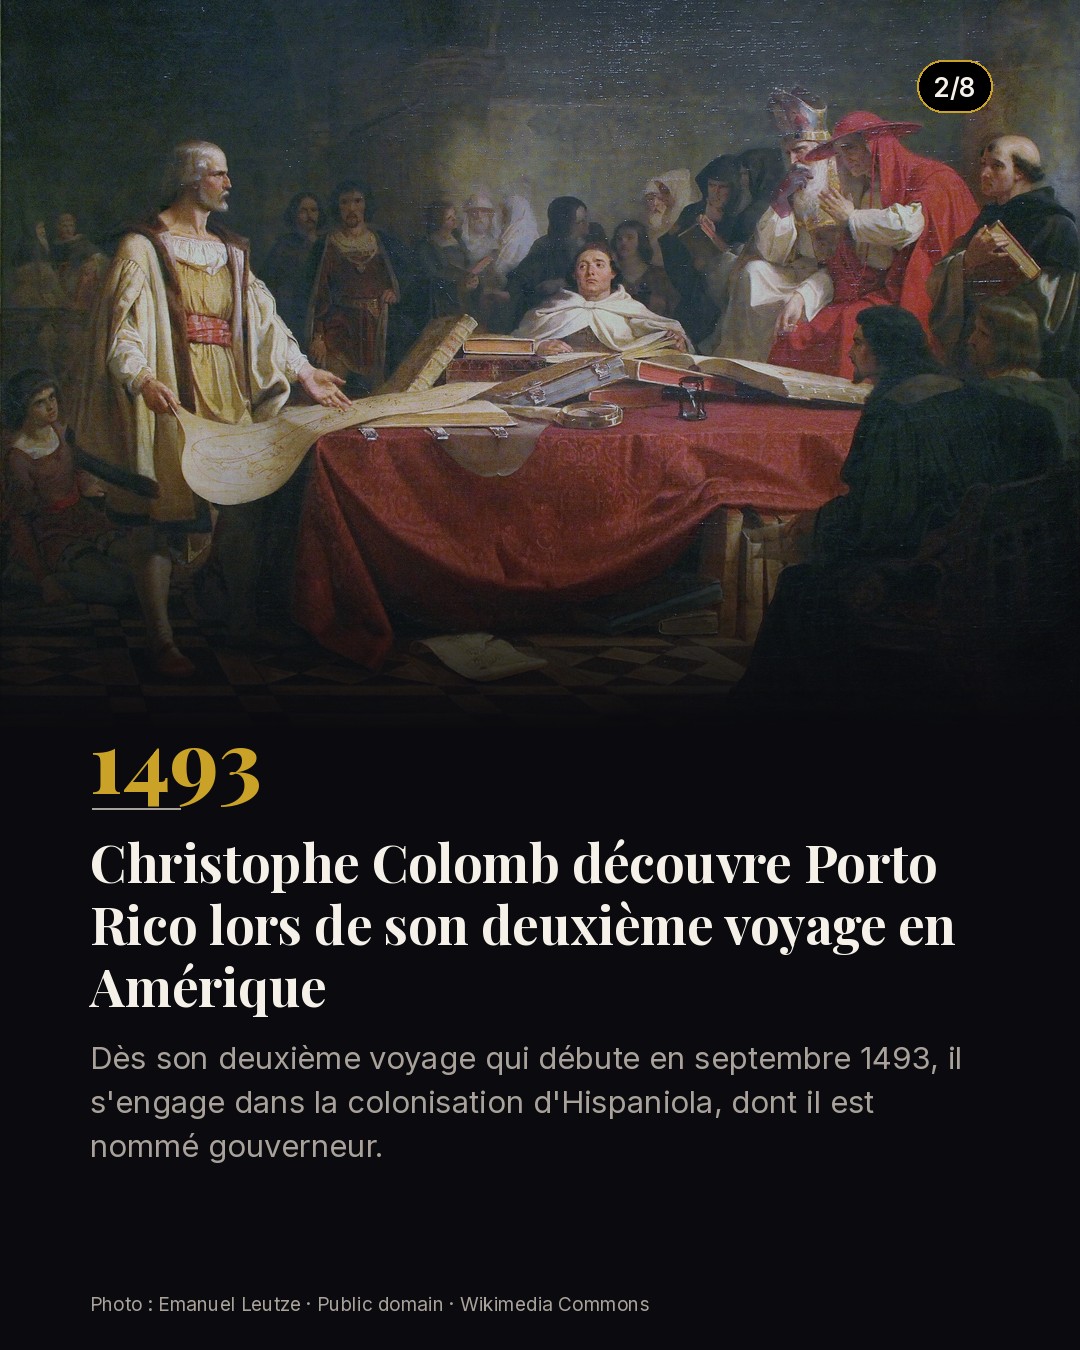 2/8
1493
Christophe Colomb découvre Porto
Rico lors de son deuxième voyage en
Amérique
Dès son deuxième voyage qui débute en septembre 1493, il
s'engage dans la colonisation d'Hispaniola, dont il est
nommé gouverneur.
Photo : Emanuel Leutze · Public domain · Wikimedia Commons